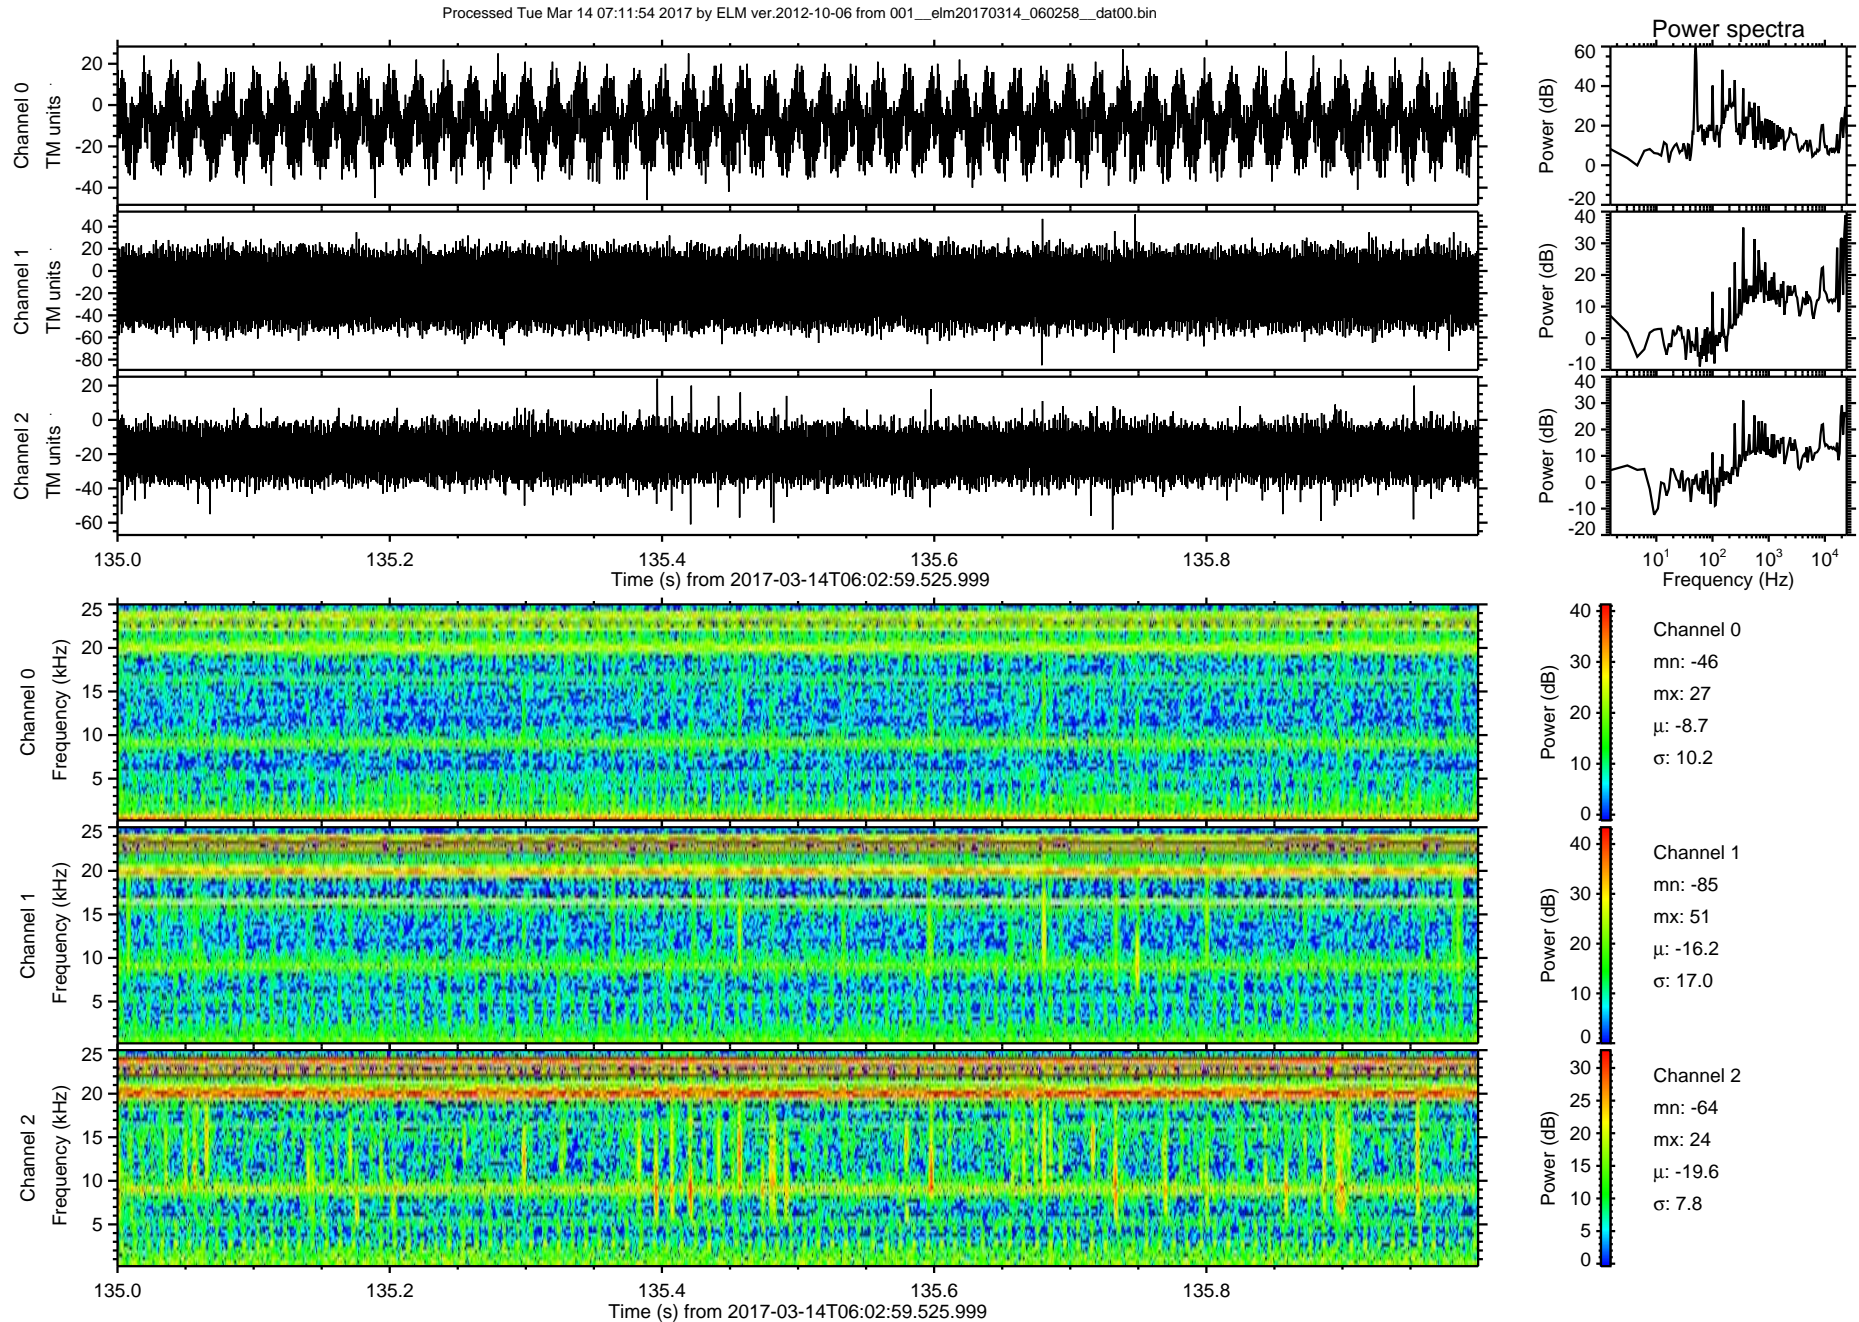 Processed Tue Mar 14 07:11:54 2017 by ELM ver.2012-10-06 from 001__elm20170314_060258__dat00.bin
Power spectra
Channel 0
TM units
20
0
-20
-40
Power (dB)
60
40
20
0
-20
Channel 1
TM units
40
20
0
-20
-40
-60
-80
Power (dB)
40
30
20
10
0
-10
Channel 2
TM units
20
0
-20
-40
-60
Power (dB)
40
30
20
10
0
-10
-20
135.0 135.2 135.4 135.6 135.8
Time (s) from 2017-03-14T06:02:59.525.999
10^1 10^2 10^3 10^4
Frequency (Hz)
Channel 0
Frequency (kHz)
25
20
15
10
5
Power (dB)
40
30
20
10
0
Channel 0
mn: -46
mx: 27
μ: -8.7
σ: 10.2
Channel 1
Frequency (kHz)
25
20
15
10
5
Power (dB)
40
30
20
10
0
Channel 1
mn: -85
mx: 51
μ: -16.2
σ: 17.0
Channel 2
Frequency (kHz)
25
20
15
10
5
Power (dB)
30
25
20
15
10
5
0
Channel 2
mn: -64
mx: 24
μ: -19.6
σ: 7.8
135.0 135.2 135.4 135.6 135.8
Time (s) from 2017-03-14T06:02:59.525.999